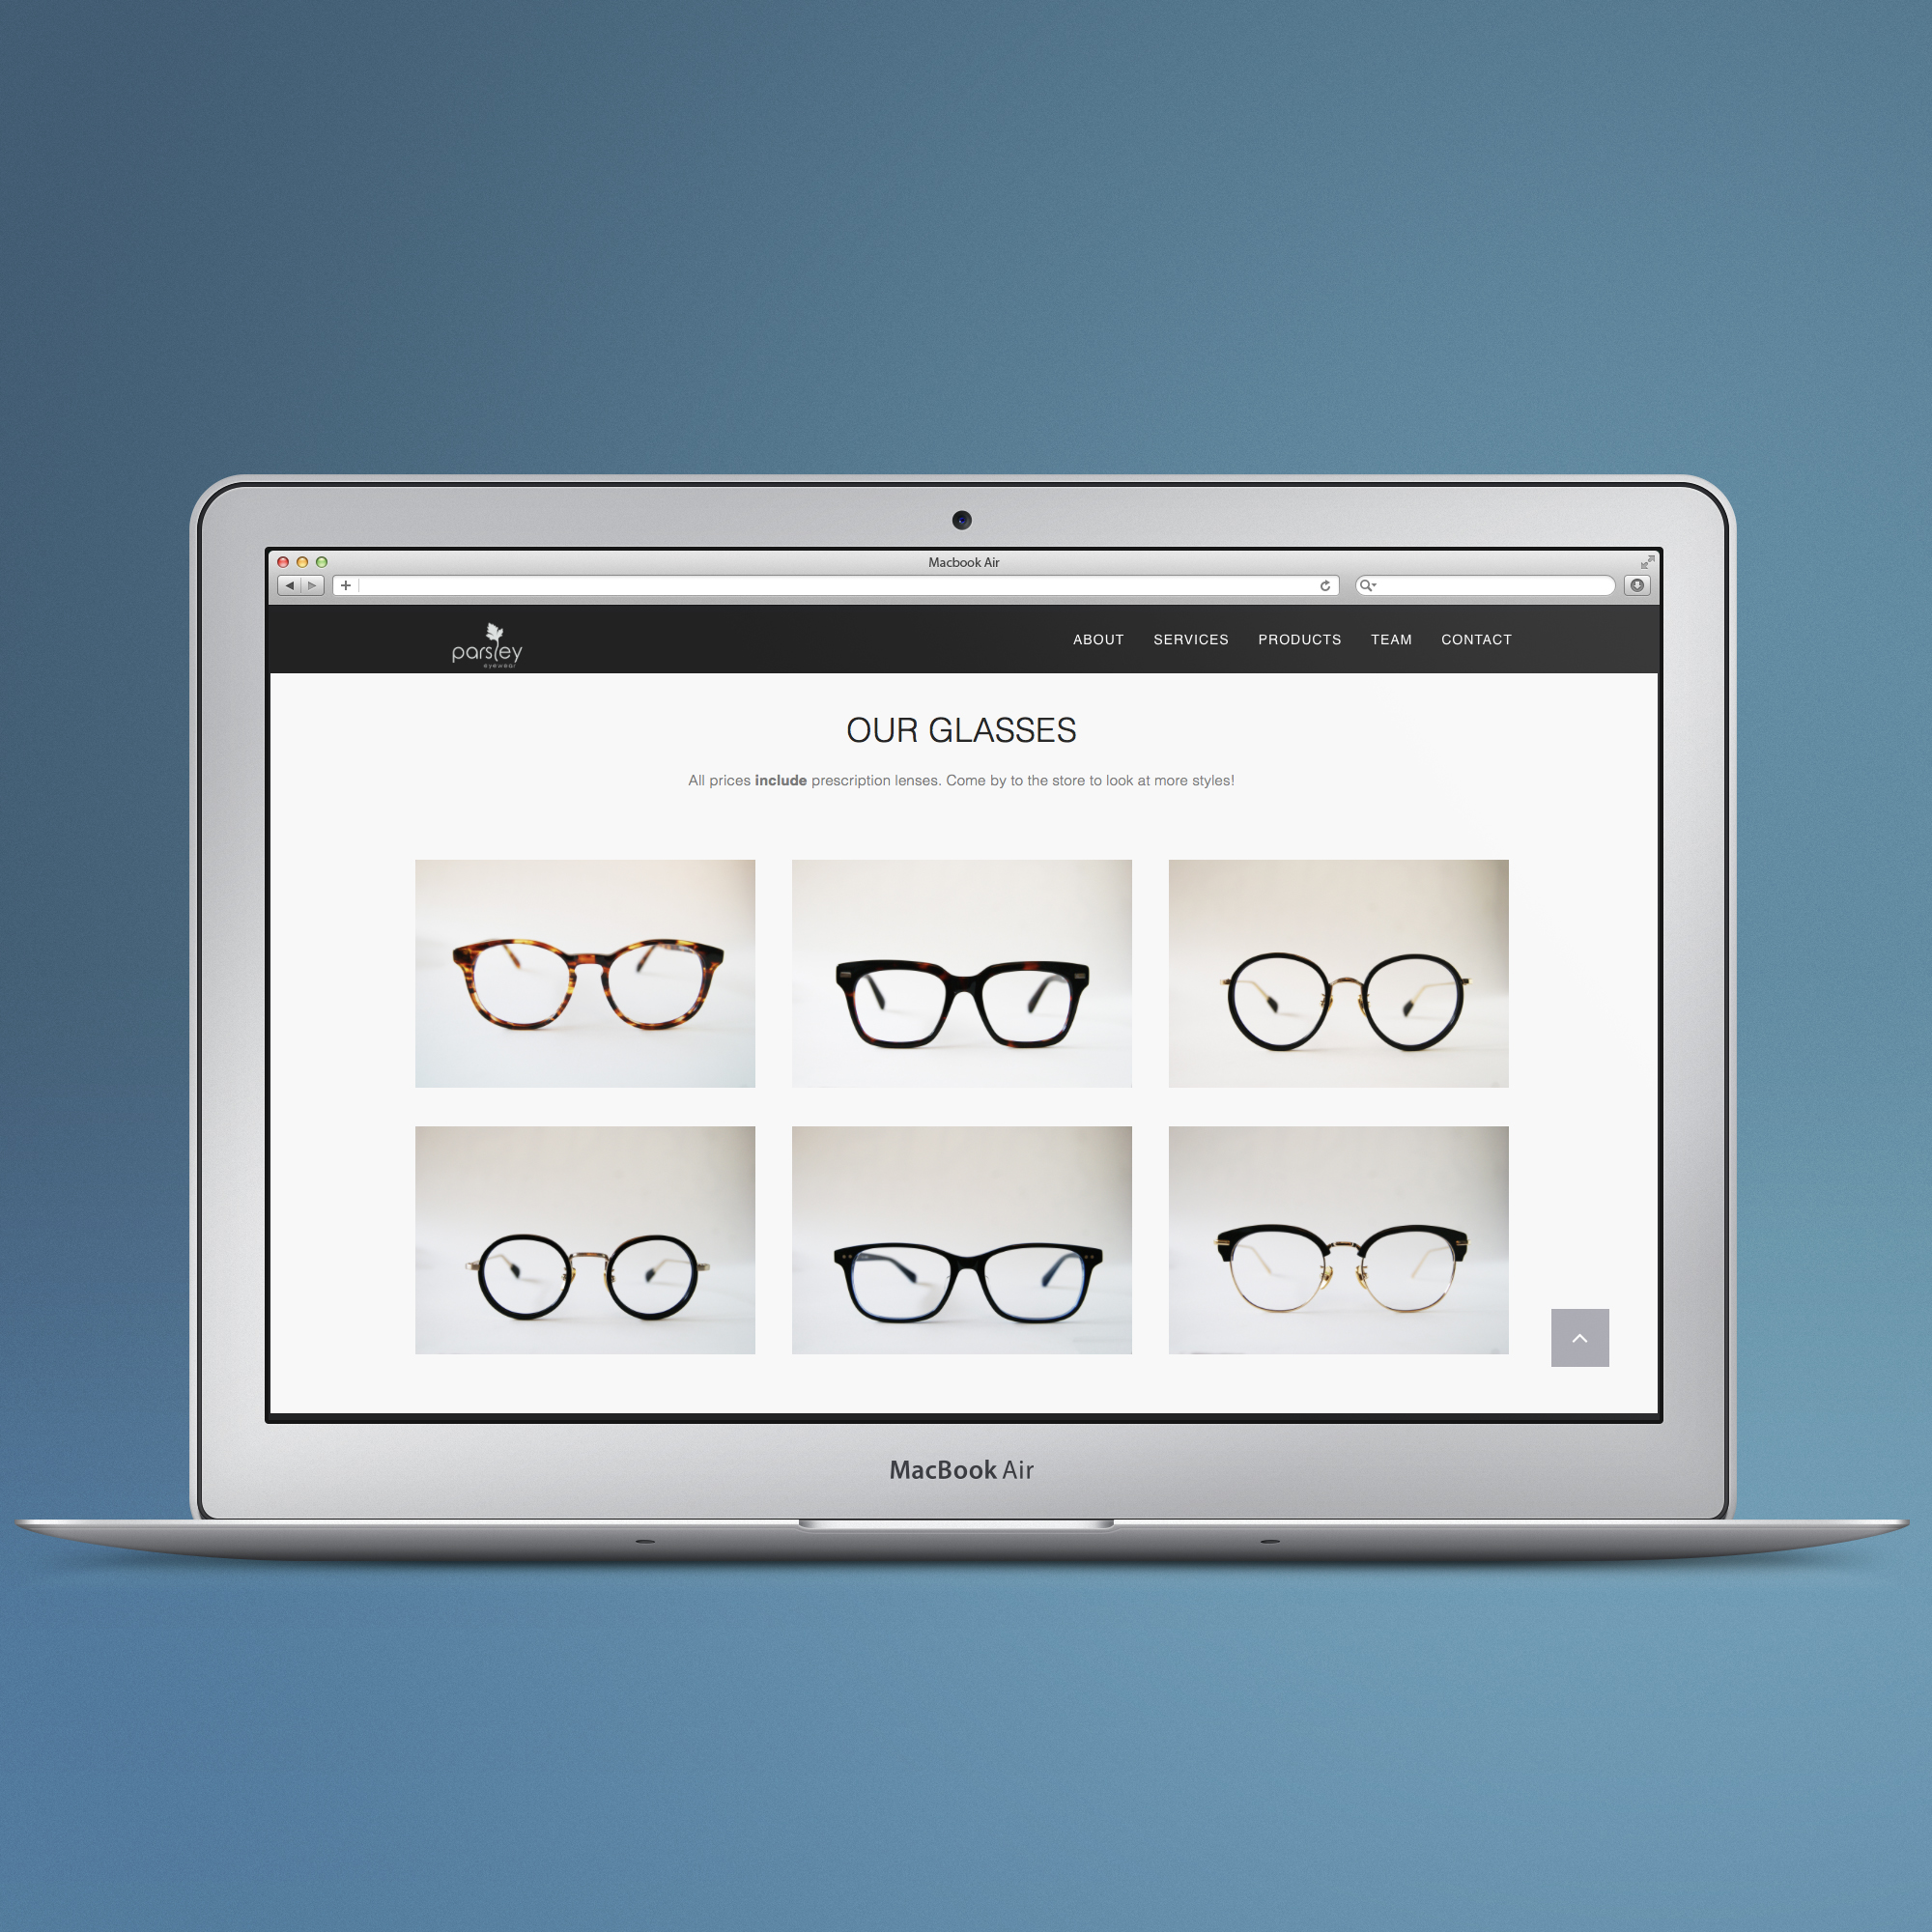 Macbook Air
parsley
eyewear
ABOUT SERVICES PRODUCTS TEAM CONTACT
OUR GLASSES
All prices include prescription lenses. Come by to the store to look at more styles!
MacBook Air